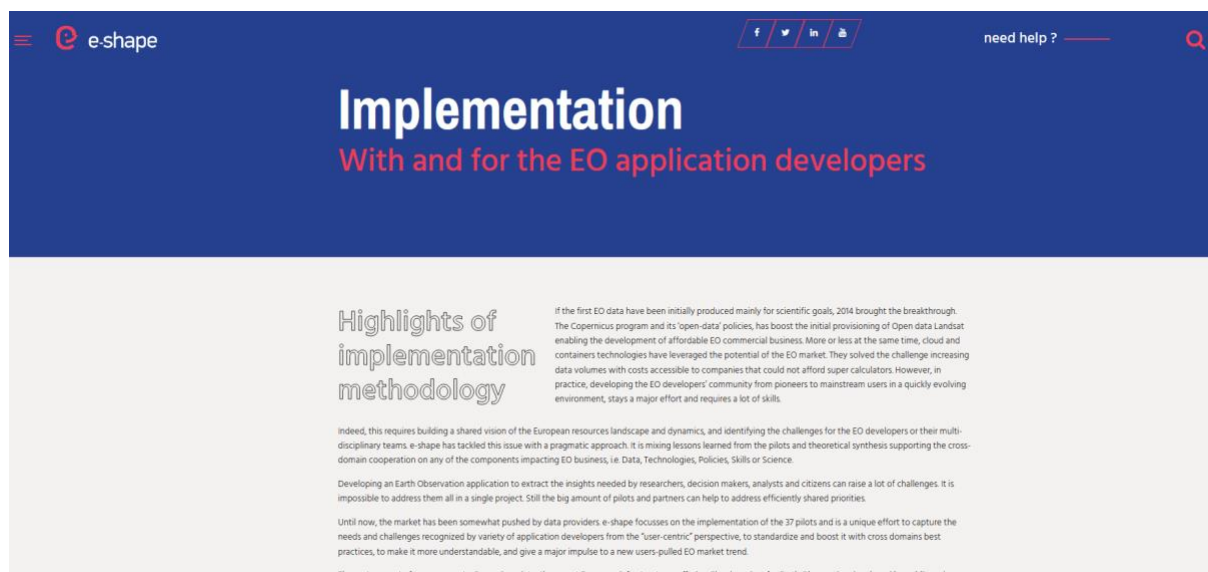 e-shape
need help ?
Implementation
With and for the EO application developers
Highlights of
implementation
methodology
If the first EO data have been initially produced mainly for scientific goals, 2014 brought the breakthrough.
The Copernicus program and its 'open-data' policies, has boost the initial provisioning of Open data Landsat
enabling the development of affordable EO commercial business. More or less at the same time, cloud and
containers technologies have leveraged the potential of the EO market. They solved the challenge increasing
data volumes with costs accessible to companies that could not afford super calculators. However, in
practice, developing the EO developers' community from pioneers to mainstream users in a quickly evolving
environment, stays a major effort and requires a lot of skills.
Indeed, this requires building a shared vision of the European resources landscape and dynamics, and identifying the challenges for the EO developers or their multi-
disciplinary teams. e-shape has tackled this issue with a pragmatic approach. It is mixing lessons learned from the pilots and theoretical synthesis supporting the cross-
domain cooperation on any of the components impacting EO business, i.e. Data, Technologies, Policies, Skills or Science.
Developing an Earth Observation application to extract the insights needed by researchers, decision makers, analysts and citizens can raise a lot of challenges. It is
impossible to address them all in a single project. Still the big amount of pilots and partners can help to address efficiently shared priorities.
Until now, the market has been somewhat pushed by data providers. e-shape focusses on the implementation of the 37 pilots and is a unique effort to capture the
needs and challenges recognized by variety of application developers from the "user-centric" perspective, to standardize and boost it with cross domains best
practices, to make it more understandable, and give a major impulse to a new users-pulled EO market trend.